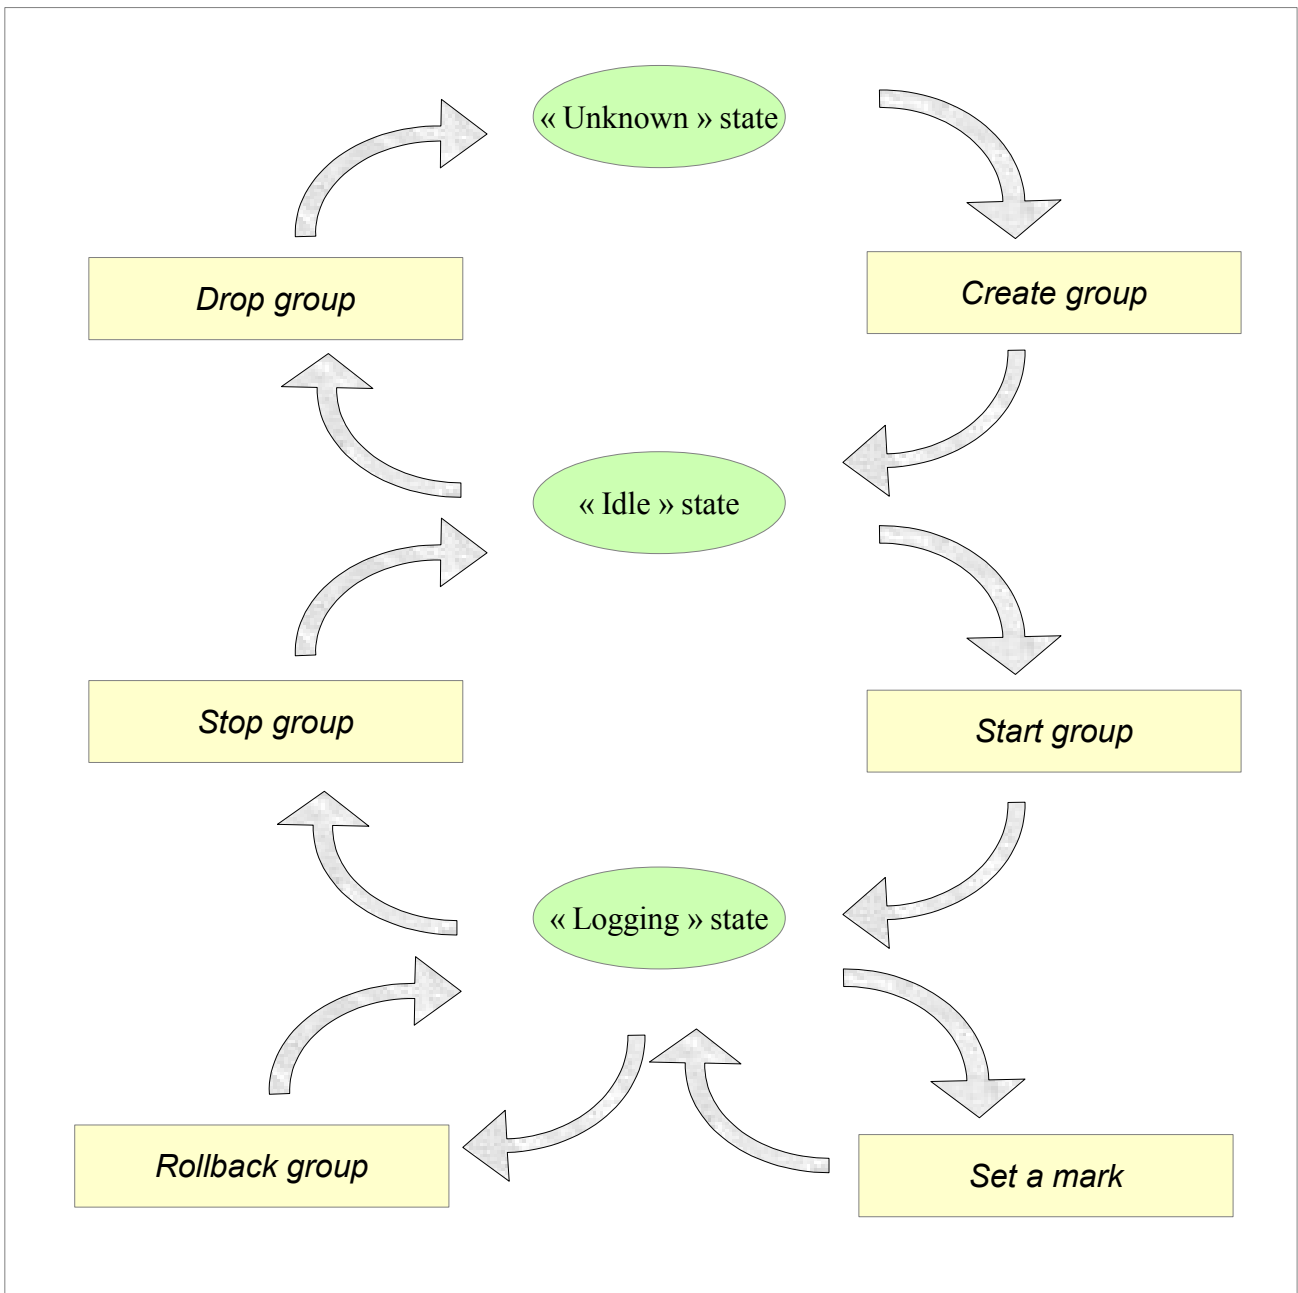 « Unknown » state
Drop group
Create group
« Idle » state
Stop group
Start group
« Logging » state
Rollback group
Set a mark